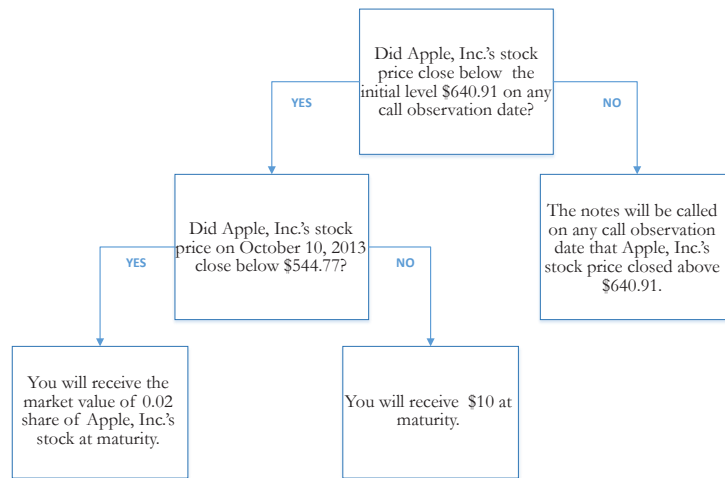 Did Apple, Inc.'s stock
price close below the
initial level $640.91 on any
call observation date?
YES
NO
Did Apple, Inc.'s stock
price on October 10, 2013
close below $544.77?
The notes will be called
on any call observation
date that Apple, Inc.'s
stock price closed above
$640.91.
YES
NO
You will receive the
market value of 0.02
share of Apple, Inc.'s
stock at maturity.
You will receive $10 at
maturity.